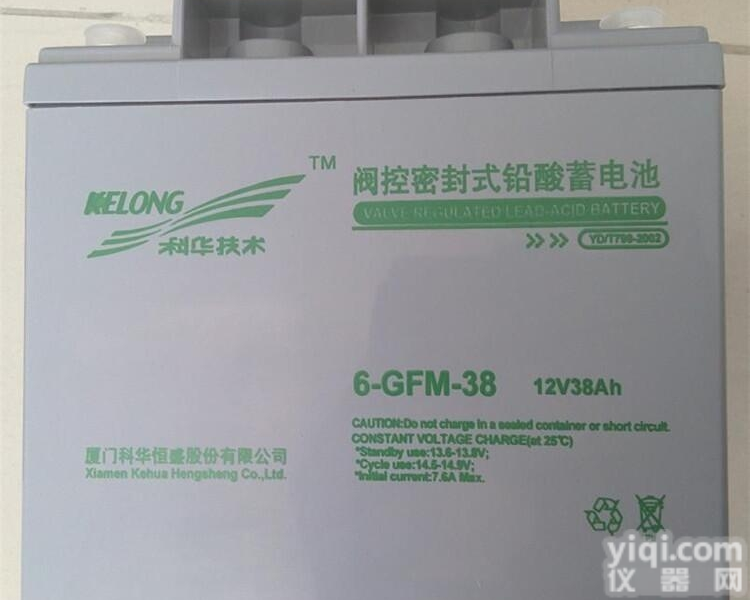 KELONG
科华技术
TM
阀控密封式铅酸蓄电池
VALVE REGULATED LEAD-ACID BATTERY
YD/T799-2002
6-GFM-38 12V38Ah
CAUTION:Do not charge in a sealed container or short circuit.
CONSTANT VOLTAGE CHARGE(at 25℃)
*Standby use:13.6-13.8V;
*Cycle use:14.5-14.9V;
*Initial current:7.6A Max.
厦门科华恒盛股份有限公司
Xiamen Kehua Hengsheng Co.,Ltd.
yiqi.com
仪器网